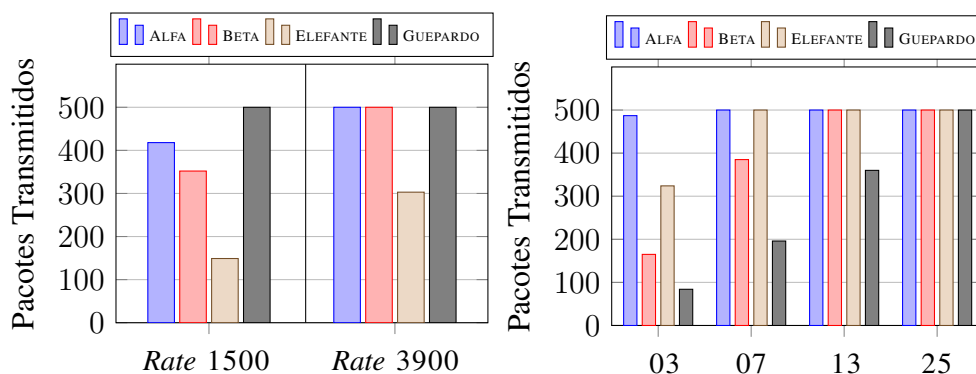 ALFA BETA ELEFANTE GUEPARDO
Pacotes Transmitidos
500
400
300
200
100
0
Rate 1500 Rate 3900
ALFA BETA ELEFANTE GUEPARDO
Pacotes Transmitidos
500
400
300
200
100
0
03 07 13 25